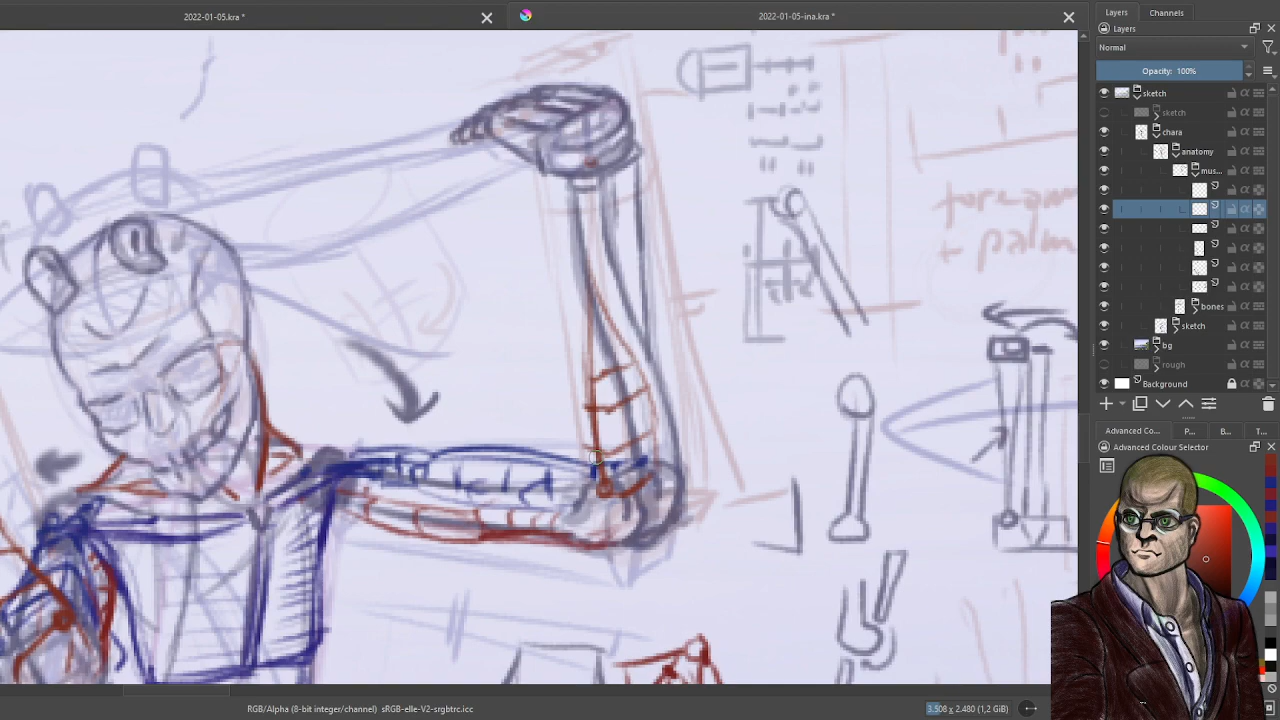 2022-01-05.kra *
2022-01-05-ina.kra *
Layers
Channels
Layers
Normal
Opacity: 100%
sketch
sketch
chara
anatomy
mus...
bones
sketch
bg
rough
Background
Advanced Co...
P...
B...
T...
Advanced Colour Selector
forearm
+ palm
RGB/Alpha (8-bit integer/channel) sRGB-elle-V2-srgbtrc.icc
3.508 x 2.480 (1,2 GiB)